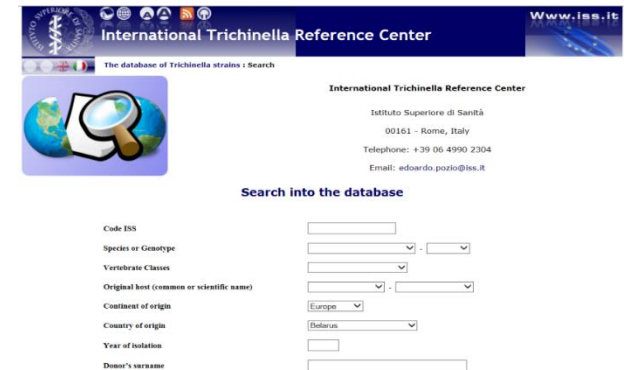 Www.iss.it
International Trichinella Reference Center
The database of Trichinella strains : Search
International Trichinella Reference Center
Istituto Superiore di Sanità
00161 - Rome, Italy
Telephone: +39 06 4990 2304
Email: edoardo.pozio@iss.it
Search into the database
Code ISS
Species or Genotype -
Vertebrate Classes
Original host (common or scientific name) -
Continent of origin Europe
Country of origin Belarus
Year of isolation
Donor's surname